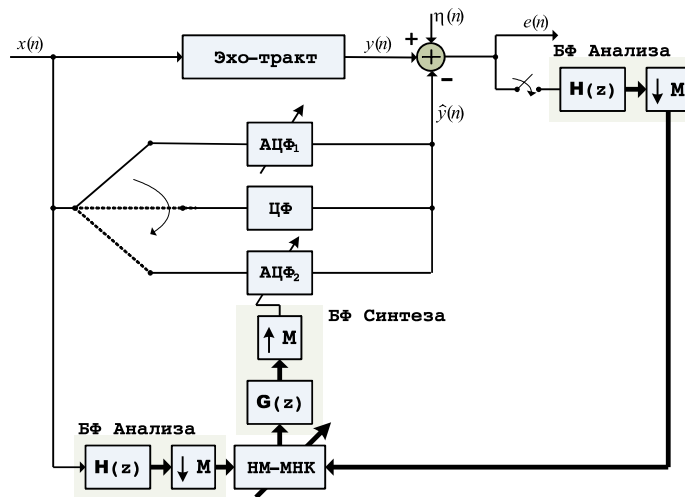 x(n)
Эхо-тракт
y(n)
+
η(n)
+
−
e(n)
БФ Анализа
H(z)
↓ M
ŷ(n)
АЦФ₁
ЦФ
АЦФ₂
БФ Синтеза
↑ M
G(z)
БФ Анализа
H(z)
↓ M
НМ-МНК